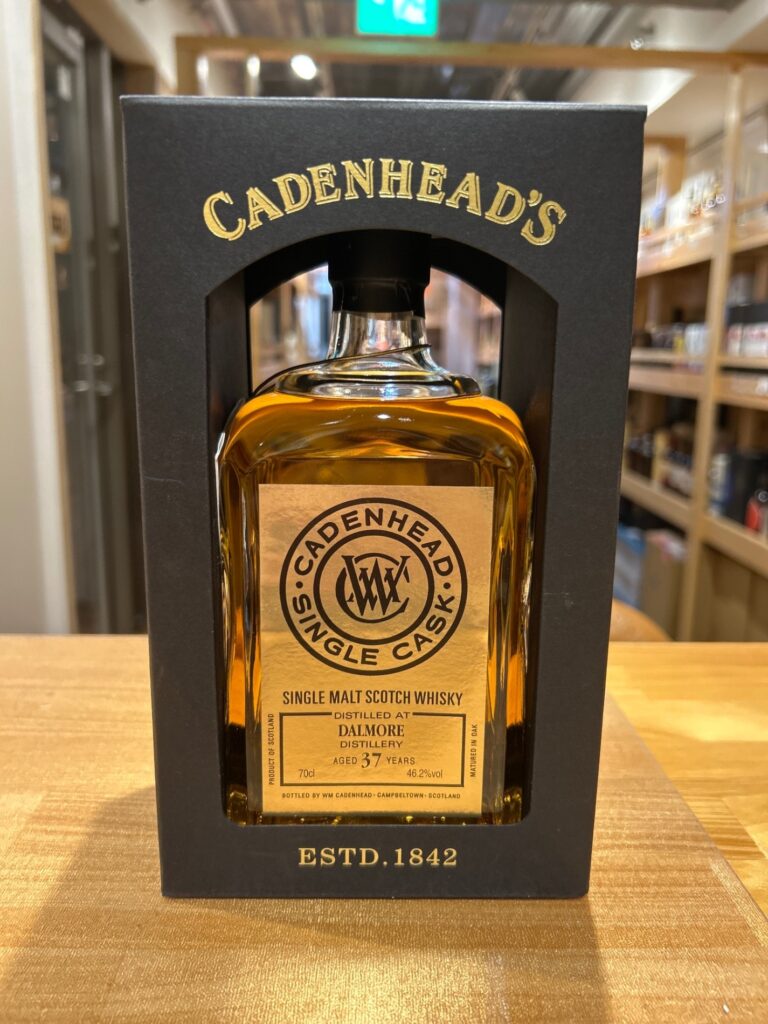 CADENHEAD'S
CADENHEAD
WMC
SINGLE CASK
SINGLE MALT SCOTCH WHISKY
DISTILLED AT
DALMORE
DISTILLERY
AGED 37 YEARS
70cl 46.2%vol
PRODUCT OF SCOTLAND
MATURED IN OAK
BOTTLED BY WM CADENHEAD · CAMPBELTOWN · SCOTLAND
ESTD.1842